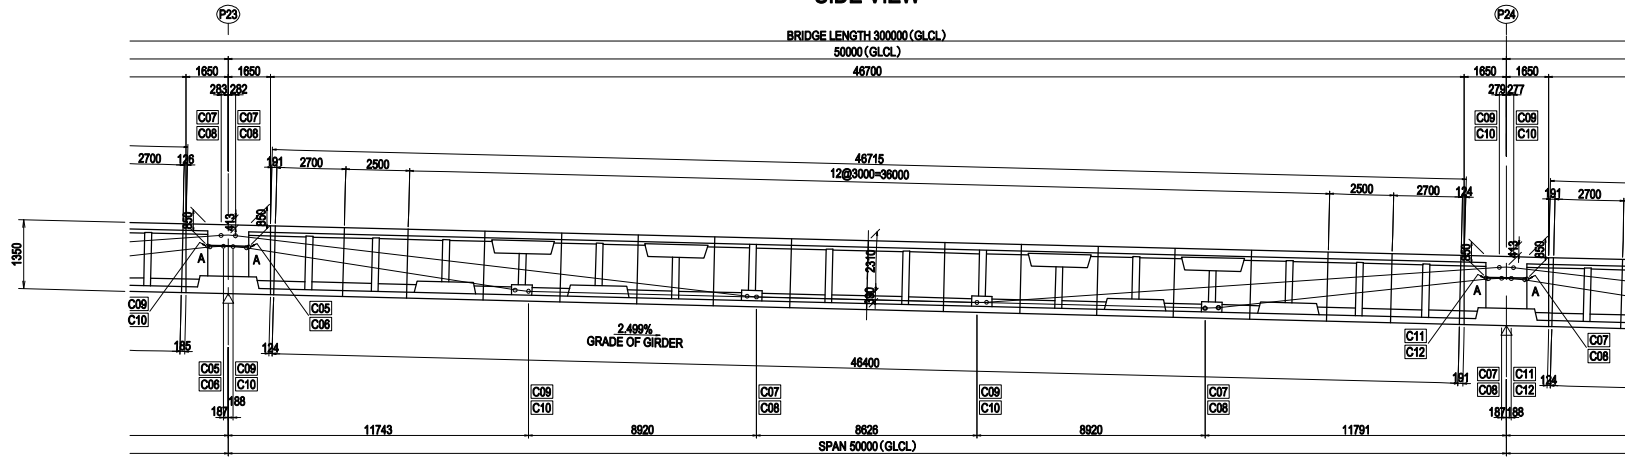 SIDE VIEW
P23 P24
BRIDGE LENGTH 300000 (GLCL)
50000 (GLCL)
1650 1650 46700 1650 1650
283 282 279 277
C07 C07 C09 C09
C08 C08 C10 C10
46715
2700 126 191 2700 2500 12@3000=36000 2500 2700 124 191 2700
850 413 850 850 413 850
1350 A A 2310 390 A A
C09 C05
C10 C06
2.499%
GRADE OF GIRDER
C11 C07
C12 C08
185 124 46400 191 124
C05 C09 C07 C11
C06 C10 C08 C12
C09 C07 C09 C07
C10 C08 C10 C08
187 188 187 188
11743 8920 8626 8920 11791
SPAN 50000 (GLCL)